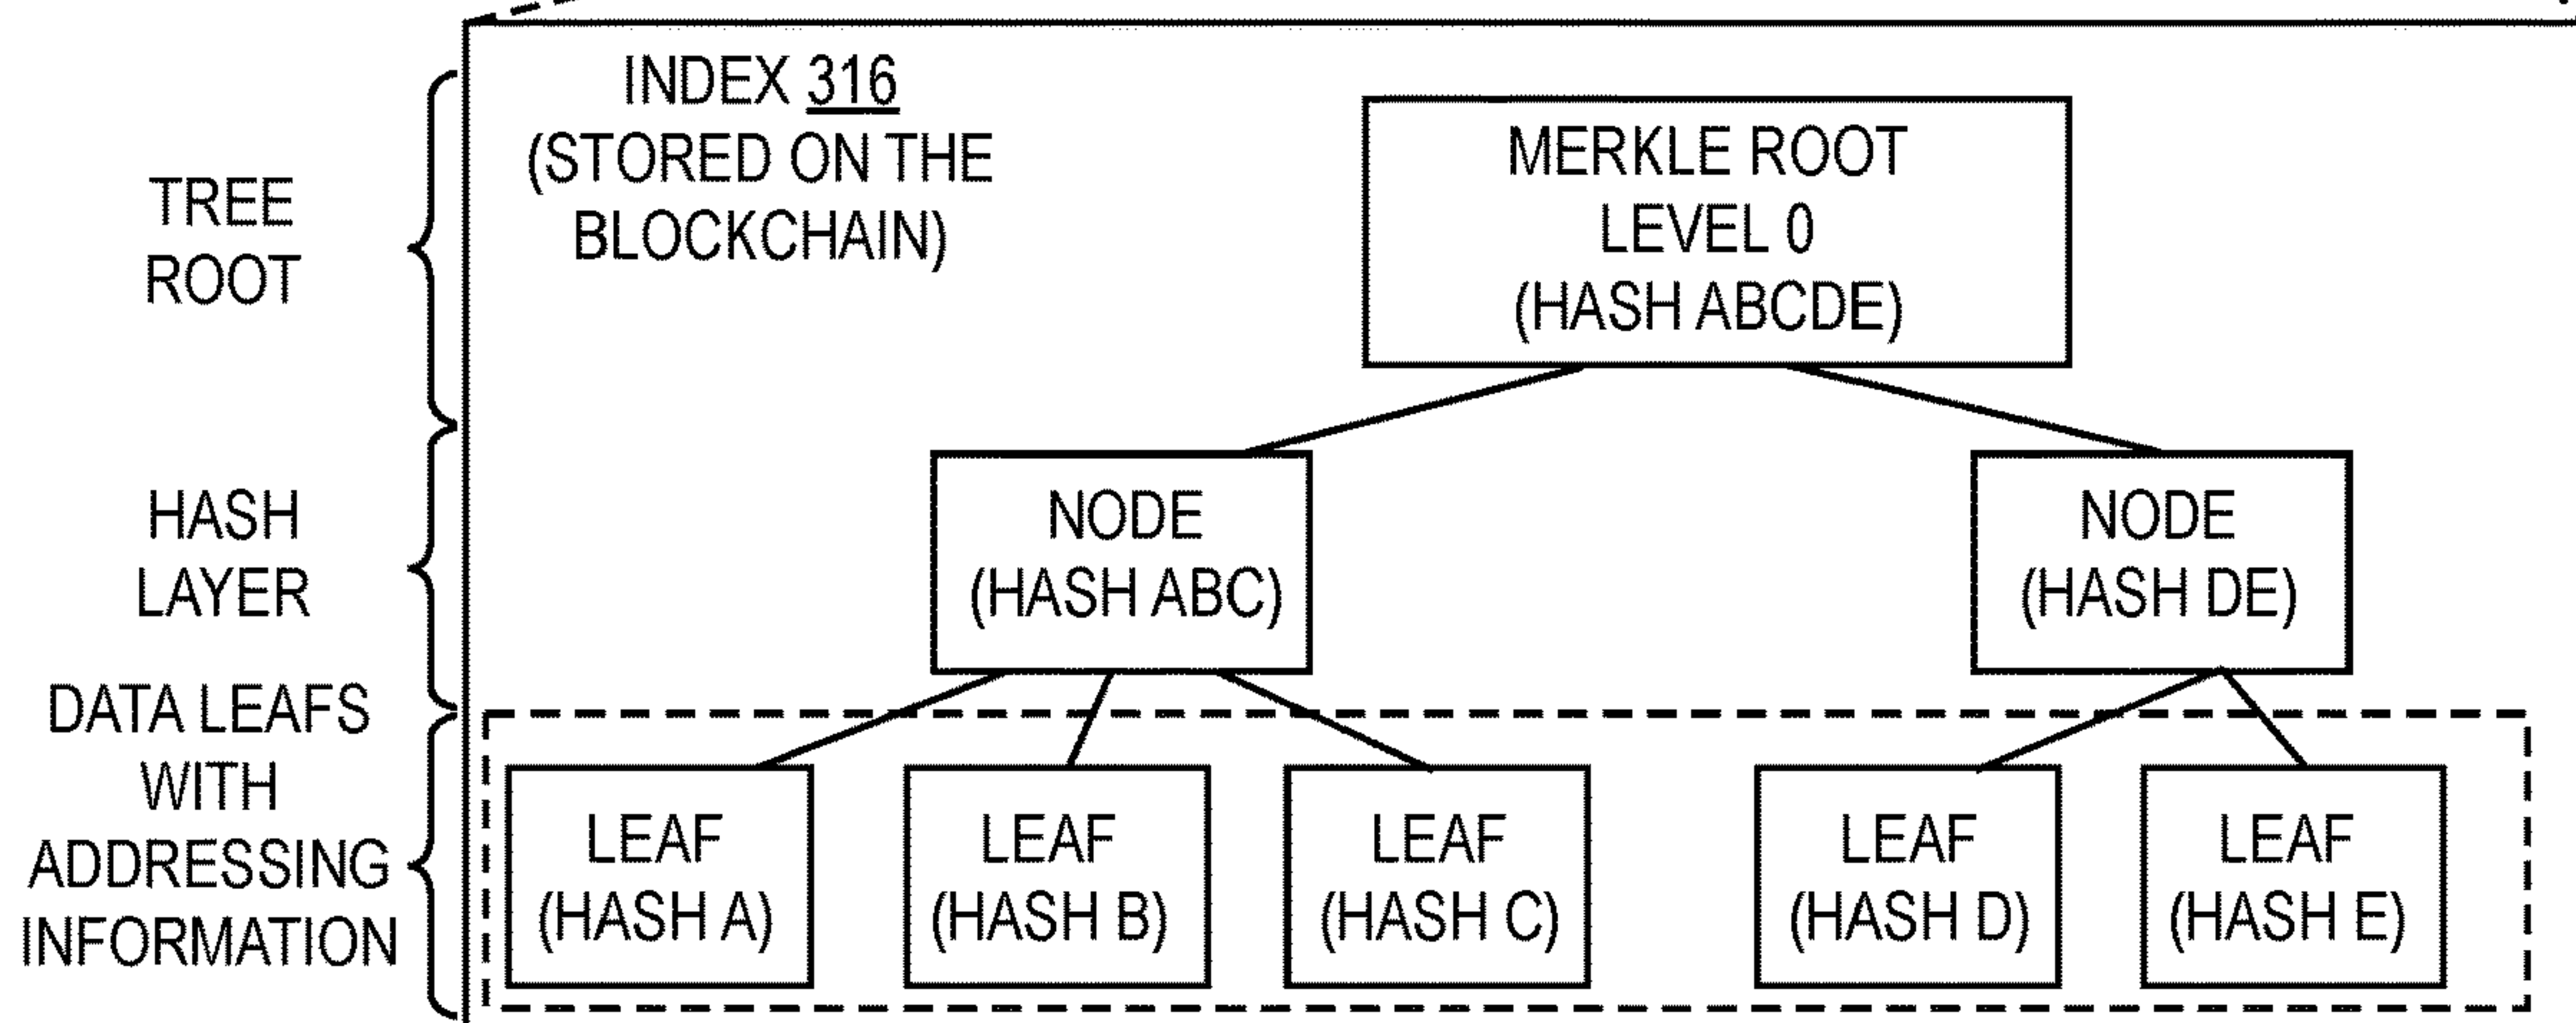 INDEX 316
(STORED ON THE
BLOCKCHAIN)
MERKLE ROOT
LEVEL 0
(HASH ABCDE)
TREE
ROOT
HASH
LAYER
NODE
(HASH ABC)
NODE
(HASH DE)
DATA LEAFS
WITH
ADDRESSING
INFORMATION
LEAF
(HASH A)
LEAF
(HASH B)
LEAF
(HASH C)
LEAF
(HASH D)
LEAF
(HASH E)